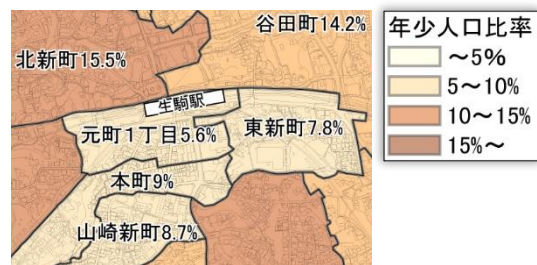 谷田町14.2%
北新町15.5%
生駒駅
元町1丁目5.6%
東新町7.8%
本町9%
山崎新町8.7%
年少人口比率
～5%
5～10%
10～15%
15%～